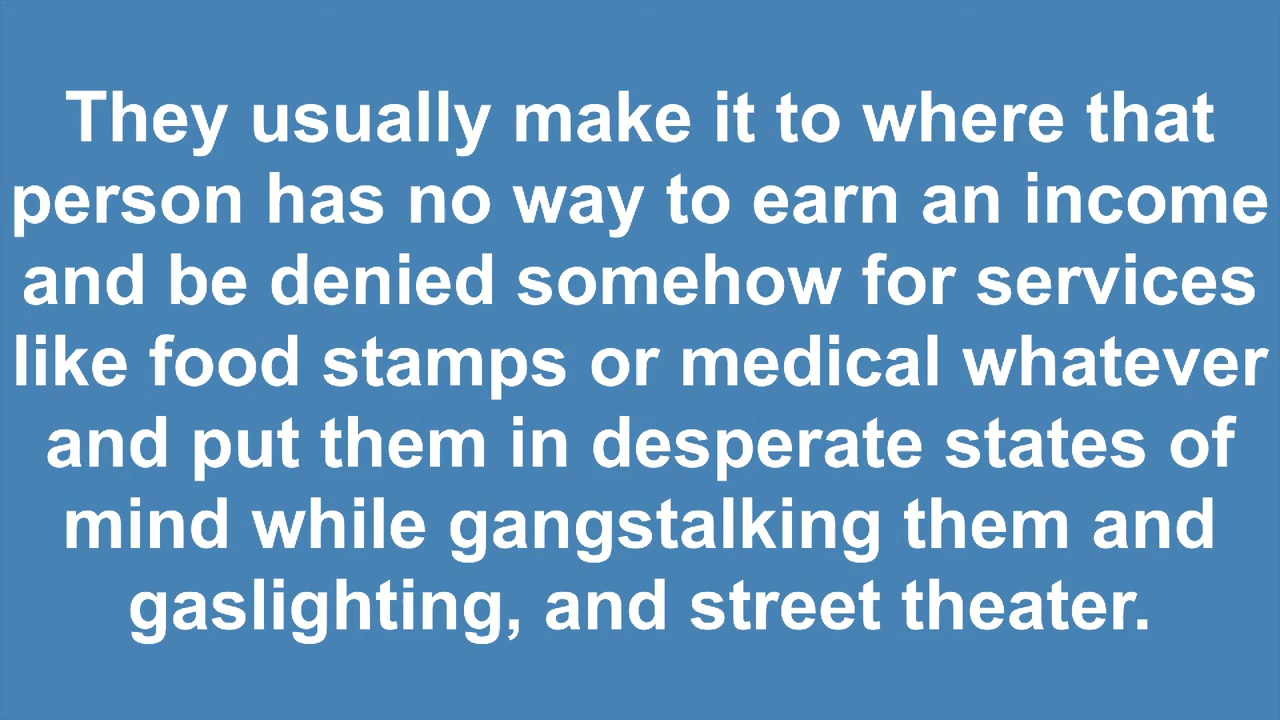 They usually make it to where that
person has no way to earn an income
and be denied somehow for services
like food stamps or medical whatever
and put them in desperate states of
mind while gangstalking them and
gaslighting, and street theater.